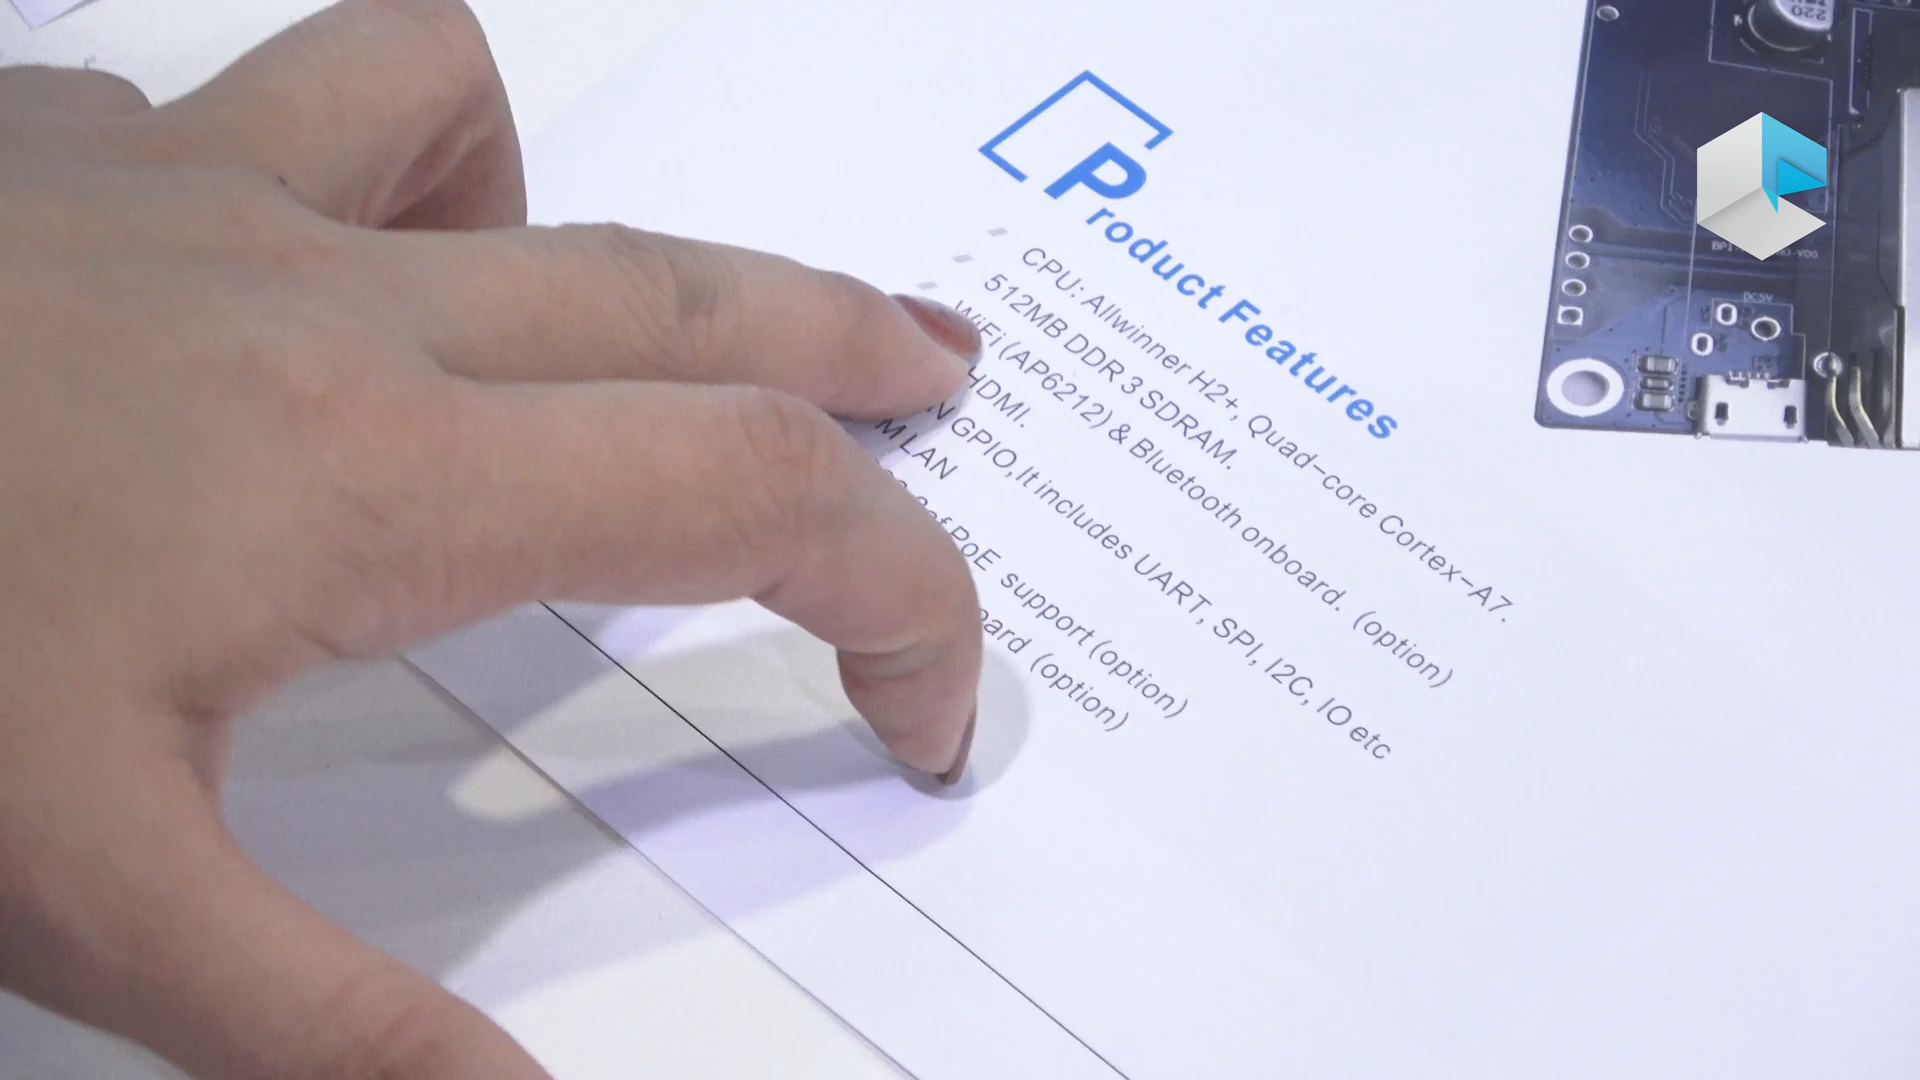 Product Features
CPU: Allwinner H2+, Quad-core Cortex-A7.
512MB DDR 3 SDRAM.
WiFi (AP6212) & Bluetooth onboard. (option)
HDMI.
GPIO,It includes UART, SPI, I2C, IO etc
M LAN
PoE support (option)
(option)
220
DC5V